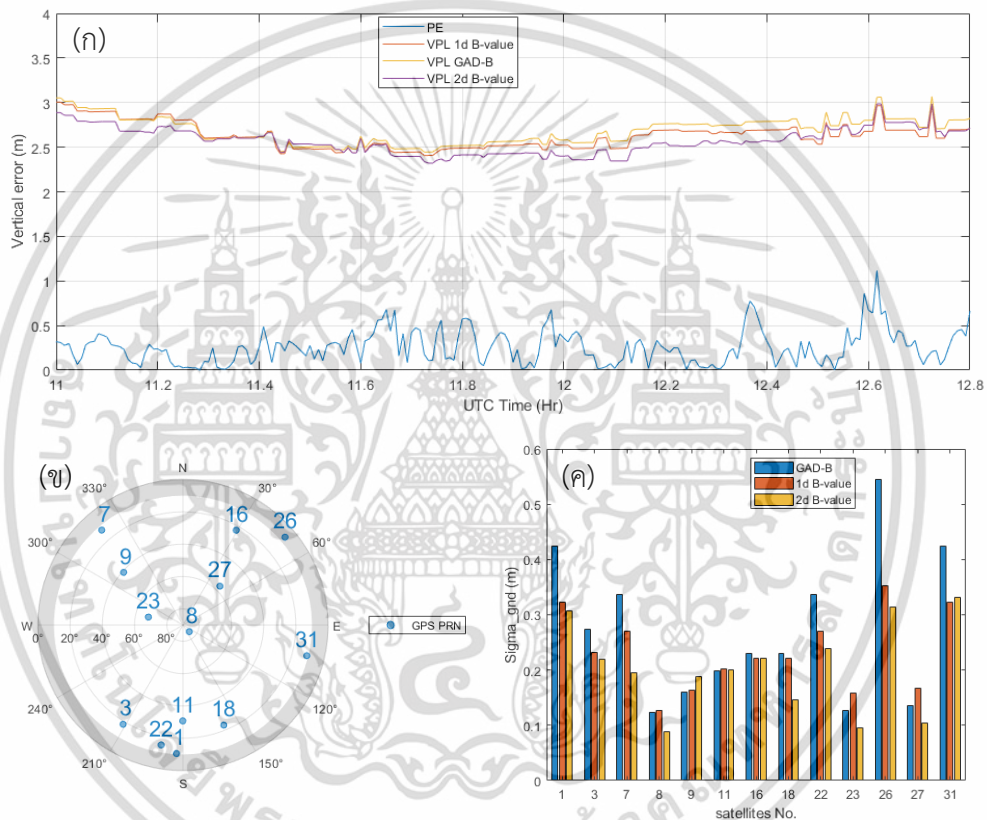 (ก)
4
3.5
3
2.5
2
1.5
1
0.5
0
Vertical error (m)
PE
VPL 1d B-value
VPL GAD-B
VPL 2d B-value
11 11.2 11.4 11.6 11.8 12 12.2 12.4 12.6 12.8
UTC Time (Hr)
(ข)
N
330° 30°
7 16 26
300° 60°
9 27
23 8
W E
0° 20° 40° 60° 80°
31
240° 120°
3 11 18
22 1
210° 150°
S
GPS PRN
(ค)
0.6
0.5
0.4
0.3
0.2
0.1
0
Sigma_gnd (m)
GAD-B
1d B-value
2d B-value
1 3 7 8 9 11 16 18 22 23 26 27 31
satellites No.